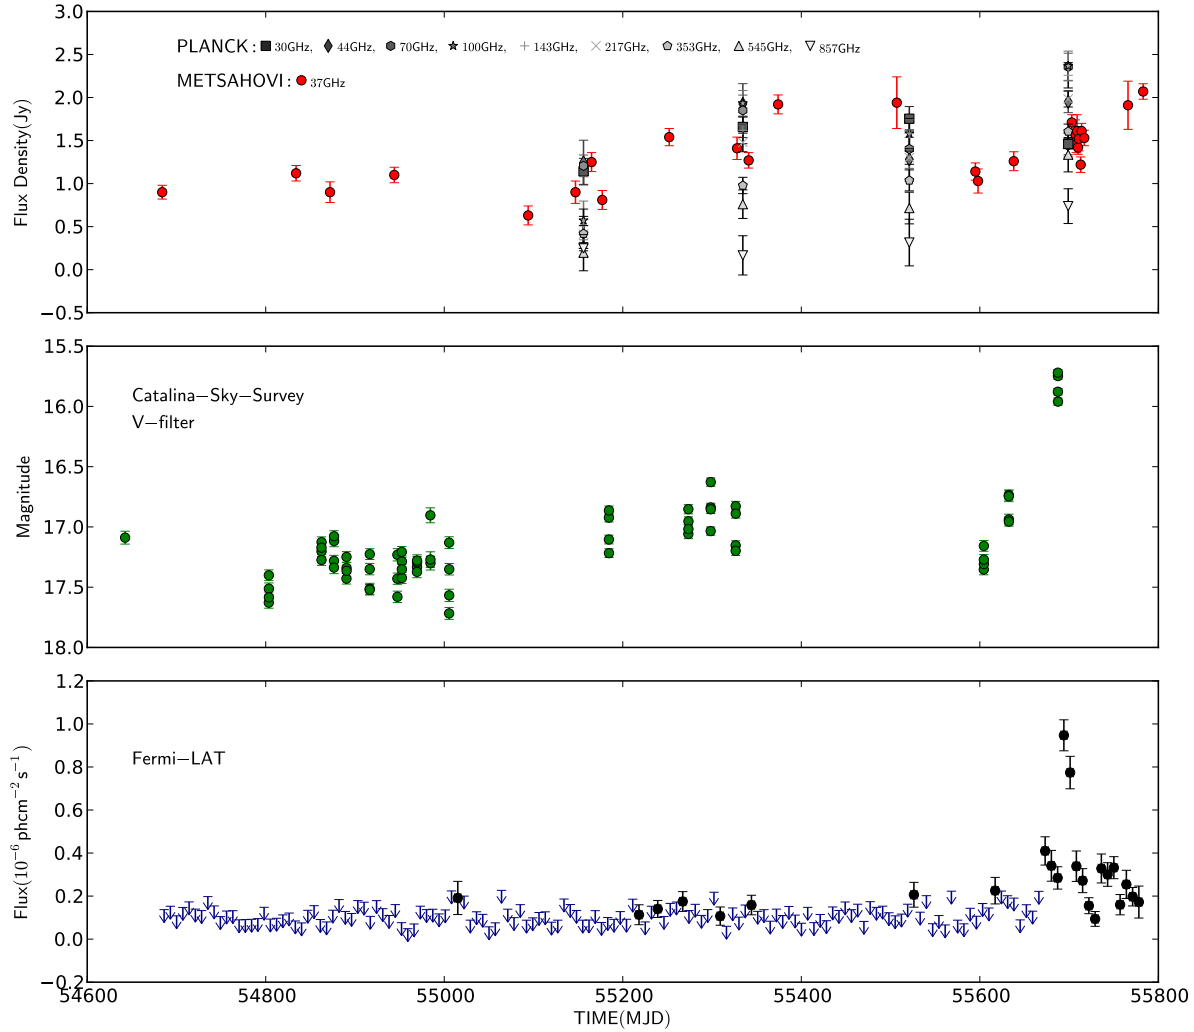 3.0
2.5
2.0
1.5
1.0
0.5
0.0
−0.5
Flux Density(Jy)
PLANCK : 30GHz, 44GHz, 70GHz, 100GHz, 143GHz, 217GHz, 353GHz, 545GHz, 857GHz
METSAHOVI : 37GHz
15.5
16.0
16.5
17.0
17.5
18.0
Magnitude
Catalina−Sky−Survey
V−filter
1.2
1.0
0.8
0.6
0.4
0.2
0.0
−0.2
Flux(10⁻⁶ phcm⁻² s⁻¹)
Fermi−LAT
54600 54800 55000 55200 55400 55600 55800
TIME(MJD)